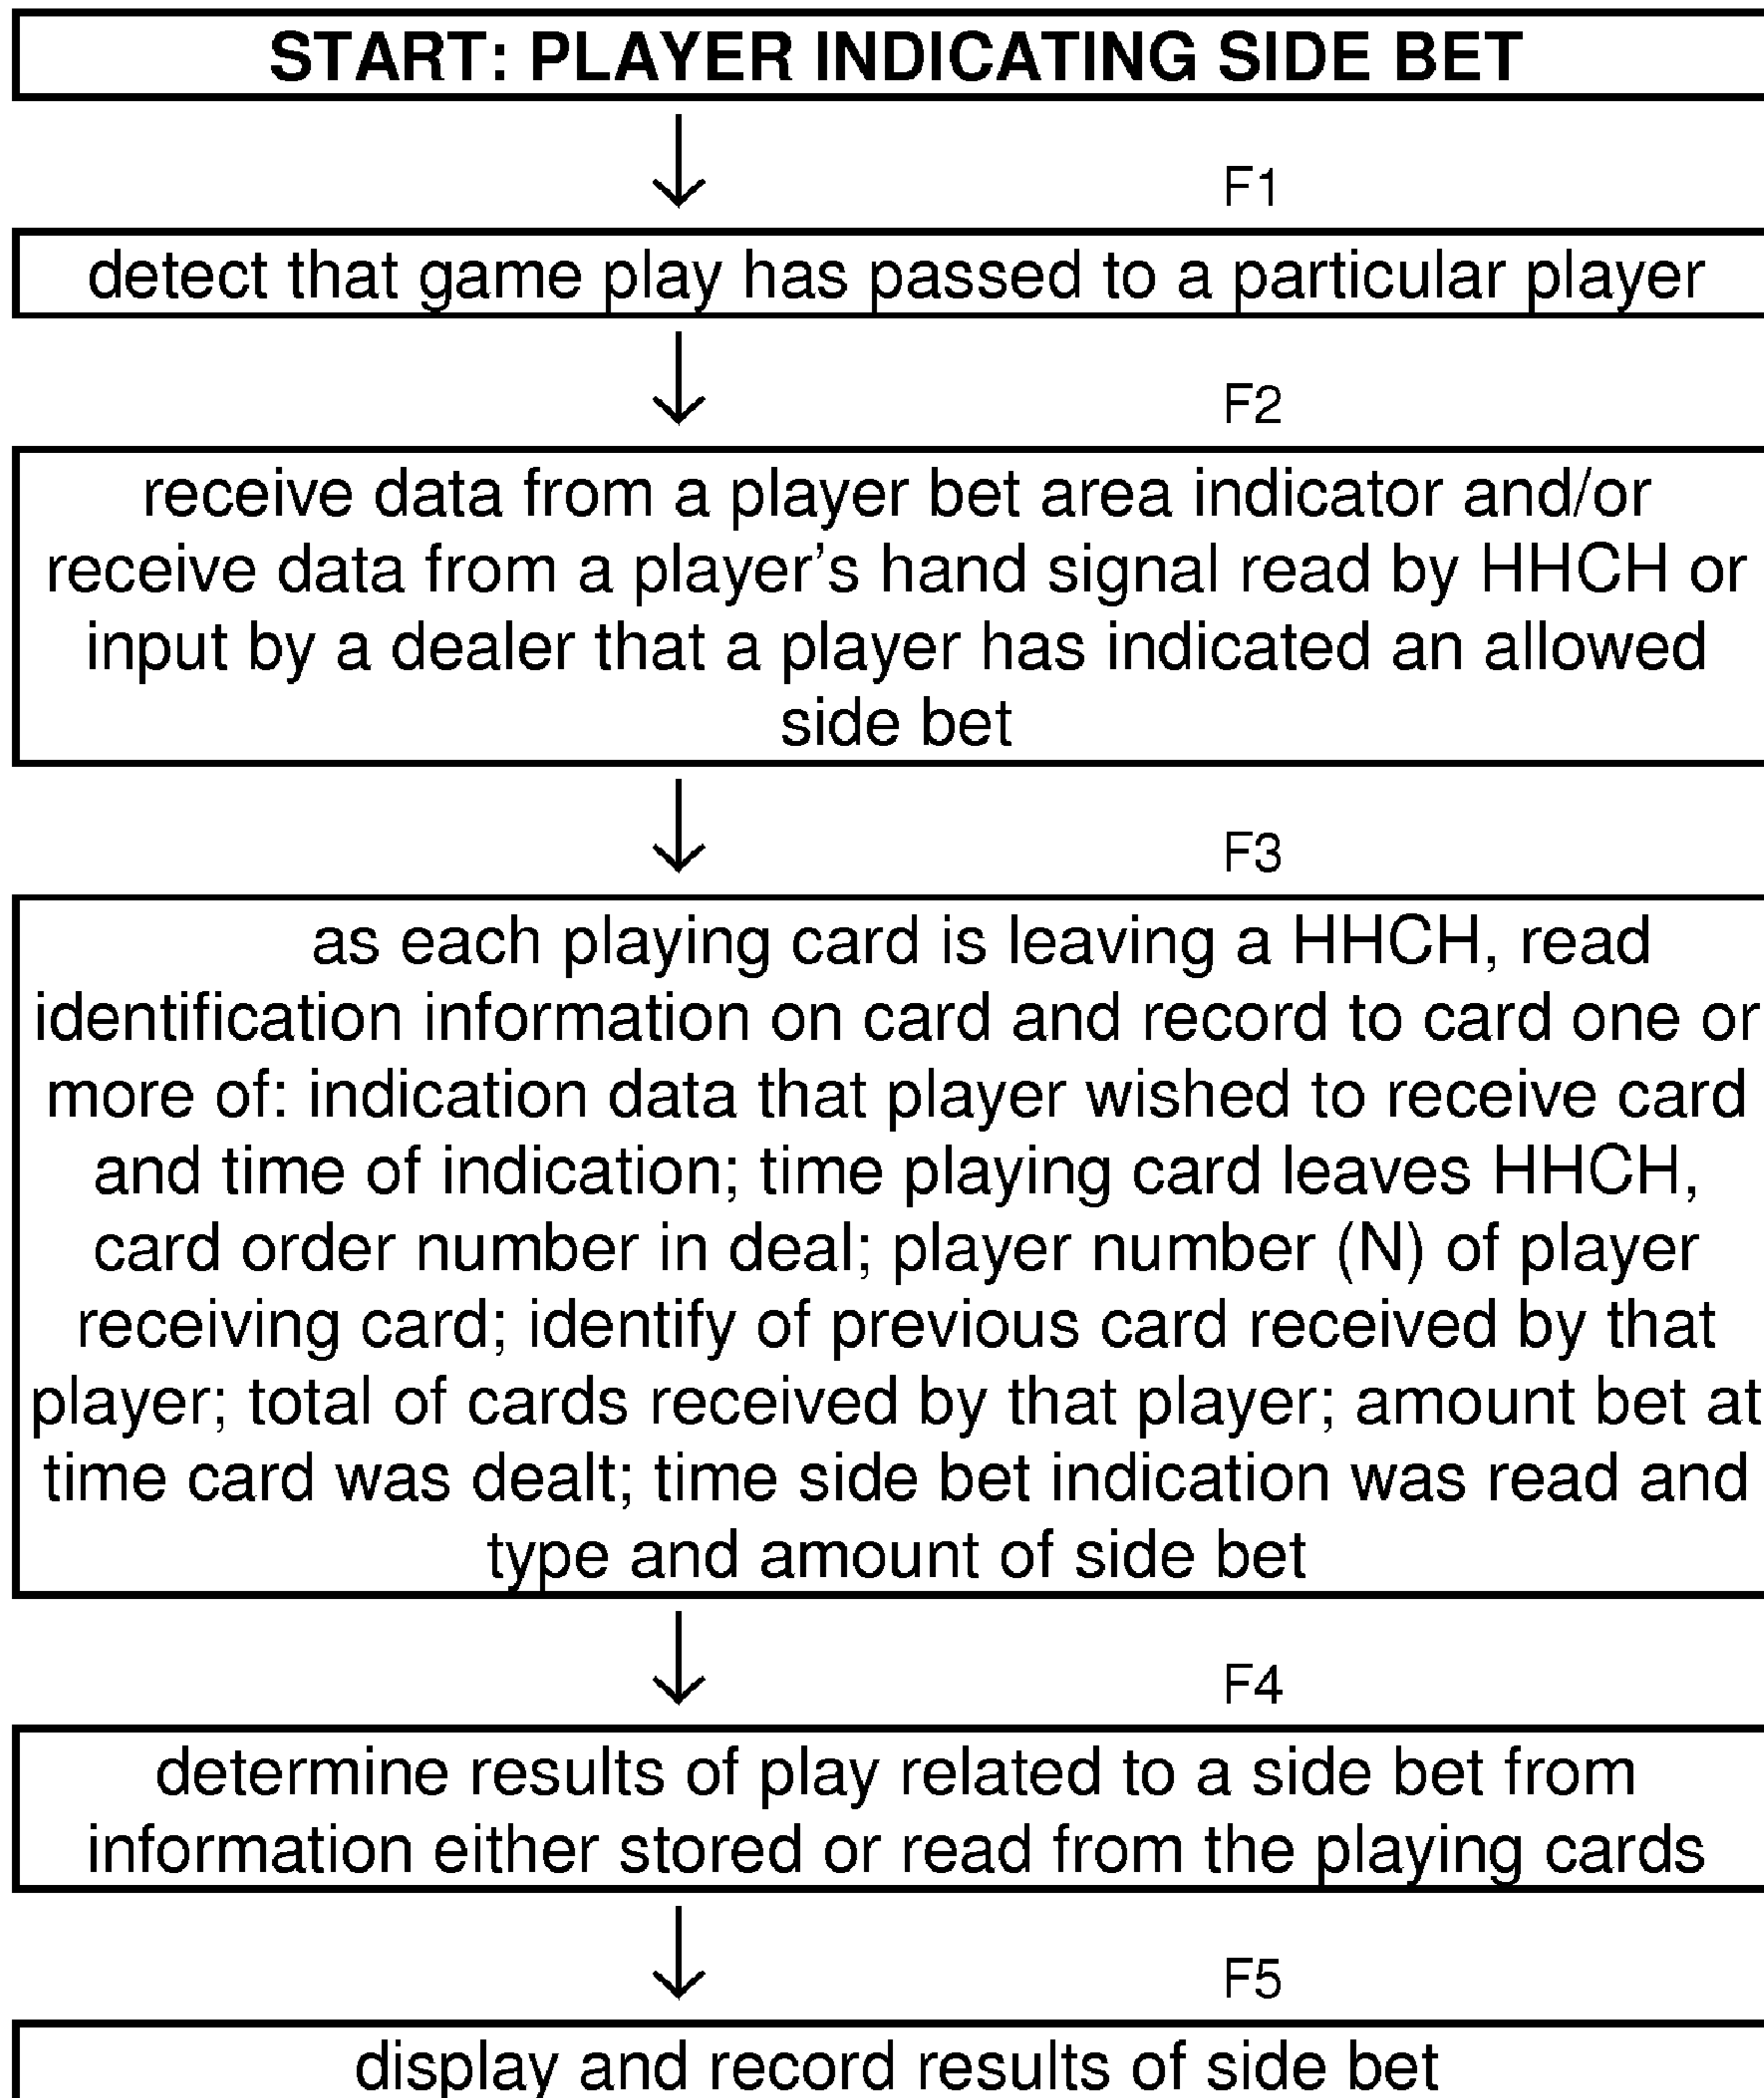 START: PLAYER INDICATING SIDE BET
F1
detect that game play has passed to a particular player
F2
receive data from a player bet area indicator and/or
receive data from a player’s hand signal read by HHCH or
input by a dealer that a player has indicated an allowed
side bet
F3
as each playing card is leaving a HHCH, read
identification information on card and record to card one or
more of: indication data that player wished to receive card
and time of indication; time playing card leaves HHCH,
card order number in deal; player number (N) of player
receiving card; identify of previous card received by that
player; total of cards received by that player; amount bet at
time card was dealt; time side bet indication was read and
type and amount of side bet
F4
determine results of play related to a side bet from
information either stored or read from the playing cards
F5
display and record results of side bet